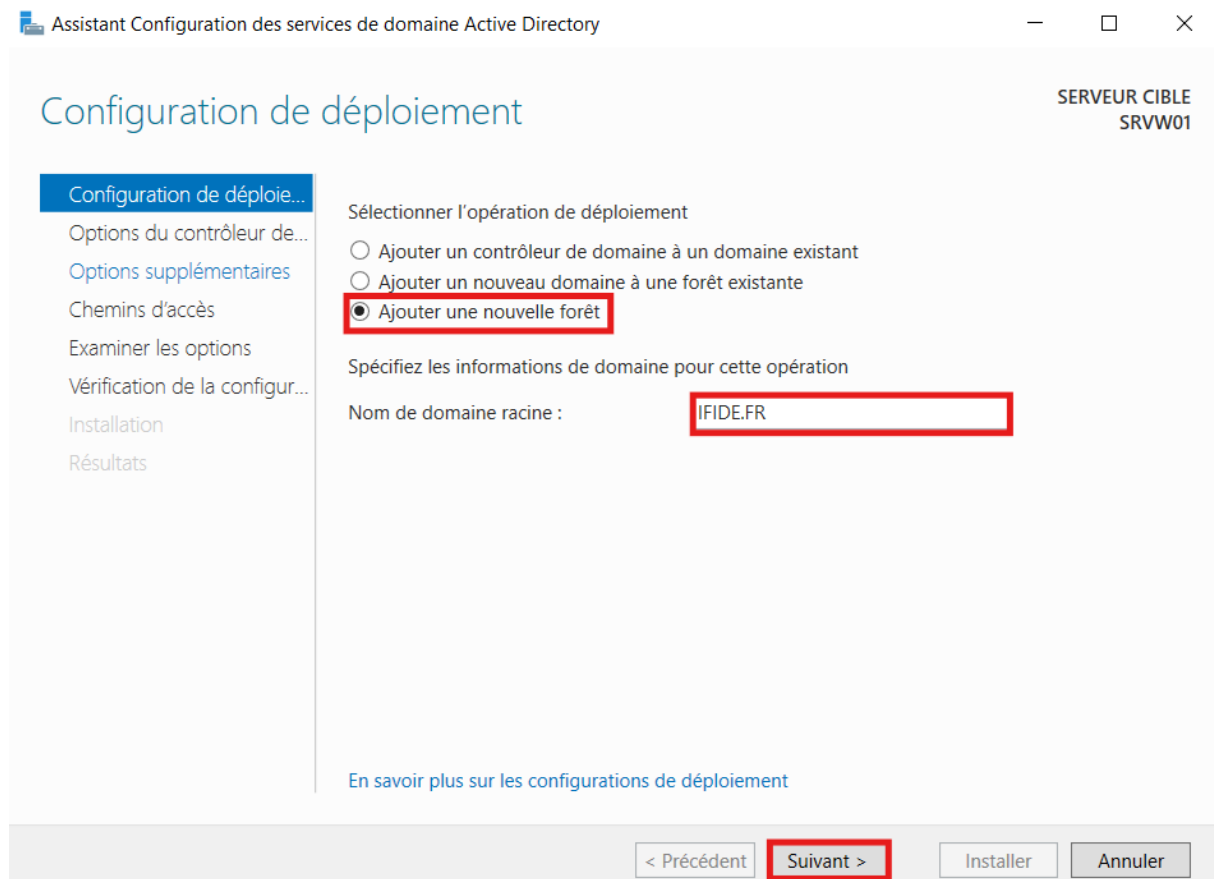 Assistant Configuration des services de domaine Active Directory
Configuration de déploiement
SERVEUR CIBLE
SRVW01
Configuration de déploie...
Options du contrôleur de...
Options supplémentaires
Chemins d’accès
Examiner les options
Vérification de la configur...
Installation
Résultats
Sélectionner l’opération de déploiement
Ajouter un contrôleur de domaine à un domaine existant
Ajouter un nouveau domaine à une forêt existante
Ajouter une nouvelle forêt
Spécifiez les informations de domaine pour cette opération
Nom de domaine racine : IFIDE.FR
En savoir plus sur les configurations de déploiement
< Précédent Suivant > Installer Annuler